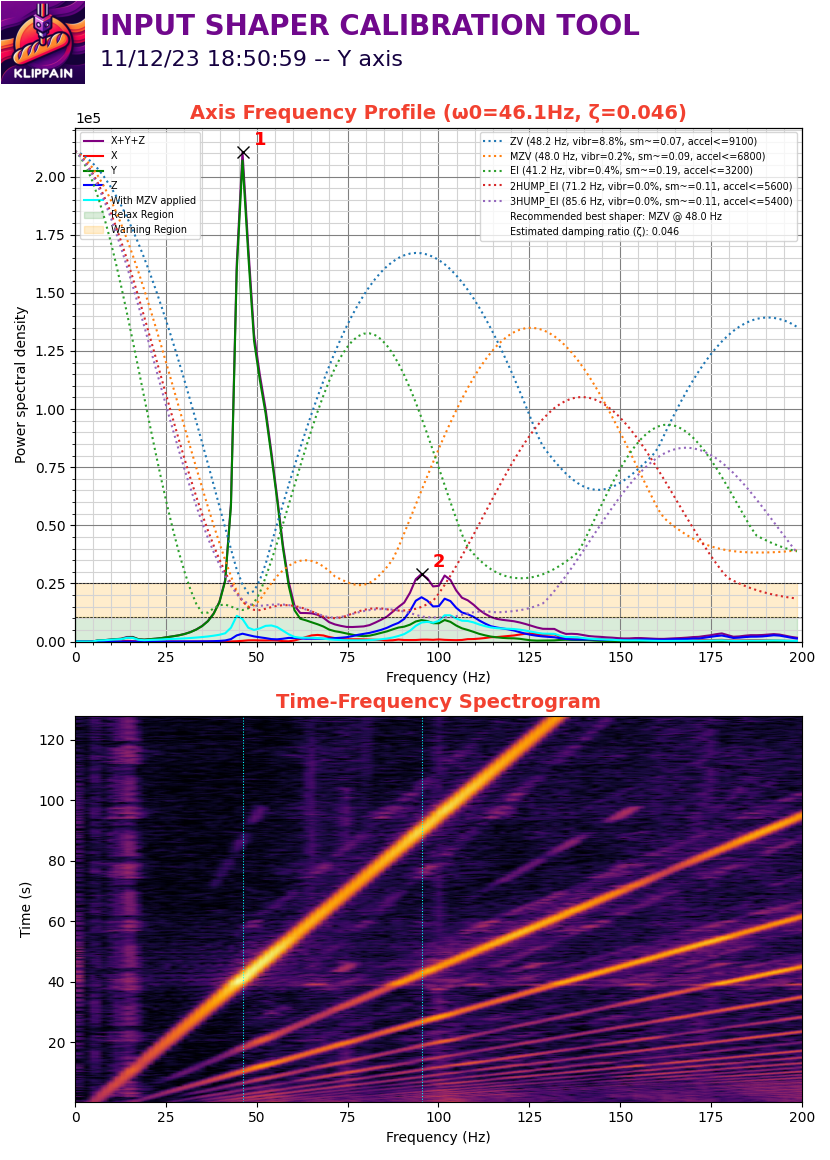 INPUT SHAPER CALIBRATION TOOL
11/12/23 18:50:59 -- Y axis
KLIPPAIN
Axis Frequency Profile (ω0=46.1Hz, ζ=0.046)
1e5
X+Y+Z
X
Y
Z
With MZV applied
Relax Region
Warning Region
1
ZV (48.2 Hz, vibr=8.8%, sm~=0.07, accel<=9100)
MZV (48.0 Hz, vibr=0.2%, sm~=0.09, accel<=6800)
EI (41.2 Hz, vibr=0.4%, sm~=0.19, accel<=3200)
2HUMP_EI (71.2 Hz, vibr=0.0%, sm~=0.11, accel<=5600)
3HUMP_EI (85.6 Hz, vibr=0.0%, sm~=0.11, accel<=5400)
Recommended best shaper: MZV @ 48.0 Hz
Estimated damping ratio (ζ): 0.046
2
Power spectral density
2.00
1.75
1.50
1.25
1.00
0.75
0.50
0.25
0.00
0 25 50 75 100 125 150 175 200
Frequency (Hz)
Time-Frequency Spectrogram
Time (s)
120
100
80
60
40
20
0 25 50 75 100 125 150 175 200
Frequency (Hz)